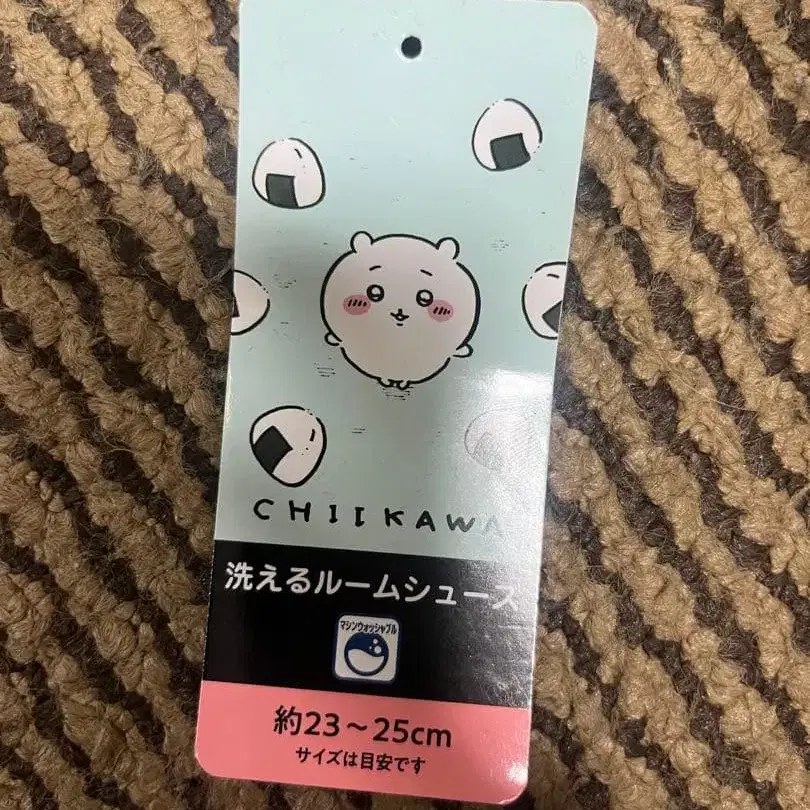 CHIIKAWA
洗えるルームシューズ
マシンウォッシャブル
約23～25cm
サイズは目安です